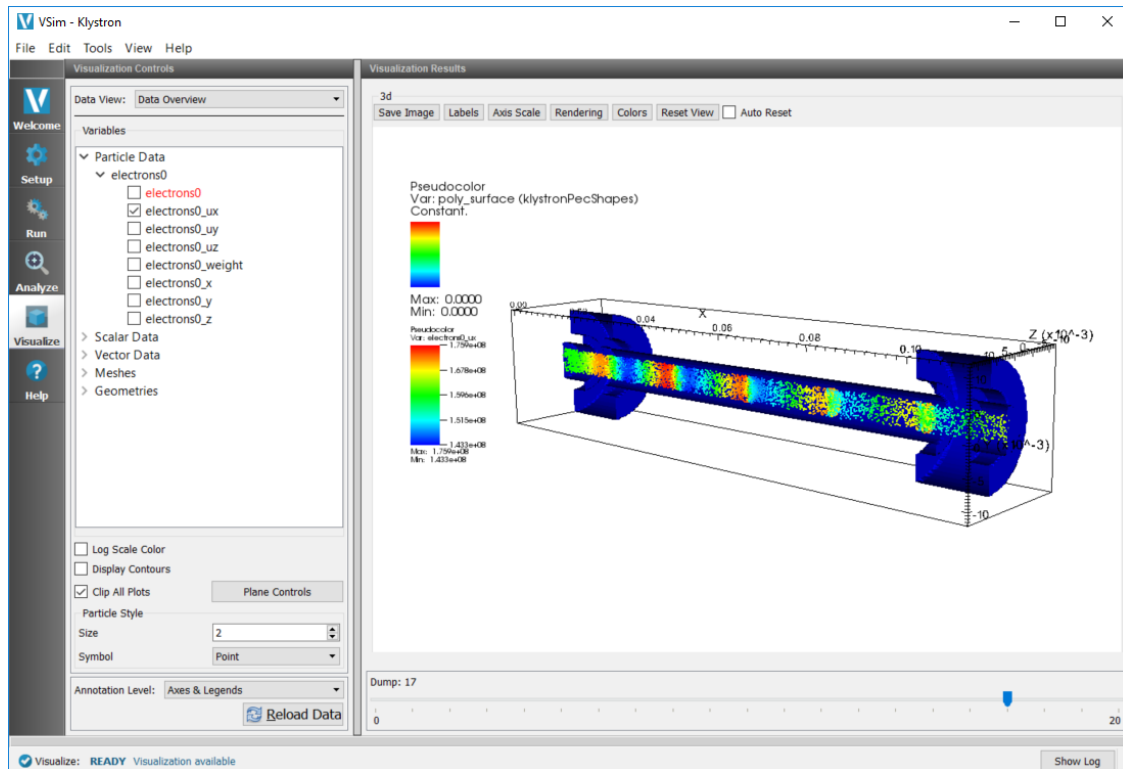 VSim - Klystron
File Edit Tools View Help
Visualization Controls
Visualization Results
Welcome
Setup
Run
Analyze
Visualize
Help
Data View: Data Overview
Variables
Particle Data
electrons0
electrons0
electrons0_ux
electrons0_uy
electrons0_uz
electrons0_weight
electrons0_x
electrons0_y
electrons0_z
Scalar Data
Vector Data
Meshes
Geometries
Log Scale Color
Display Contours
Clip All Plots Plane Controls
Particle Style
Size 2
Symbol Point
Annotation Level: Axes & Legends
Reload Data
3d
Save Image Labels Axis Scale Rendering Colors Reset View Auto Reset
Pseudocolor
Var: poly_surface (klystronPecShapes)
Constant.
Max: 0.0000
Min: 0.0000
Pseudocolor
Var: electrons0_ux
1.759e+08
1.678e+08
1.596e+08
1.515e+08
1.433e+08
Max: 1.759e+08
Min: 1.433e+08
0.00
0.04
X
0.06
0.08
0.10
Z (x10^-3)
-10
Dump: 17
0 20
Visualize: READY Visualization available
Show Log